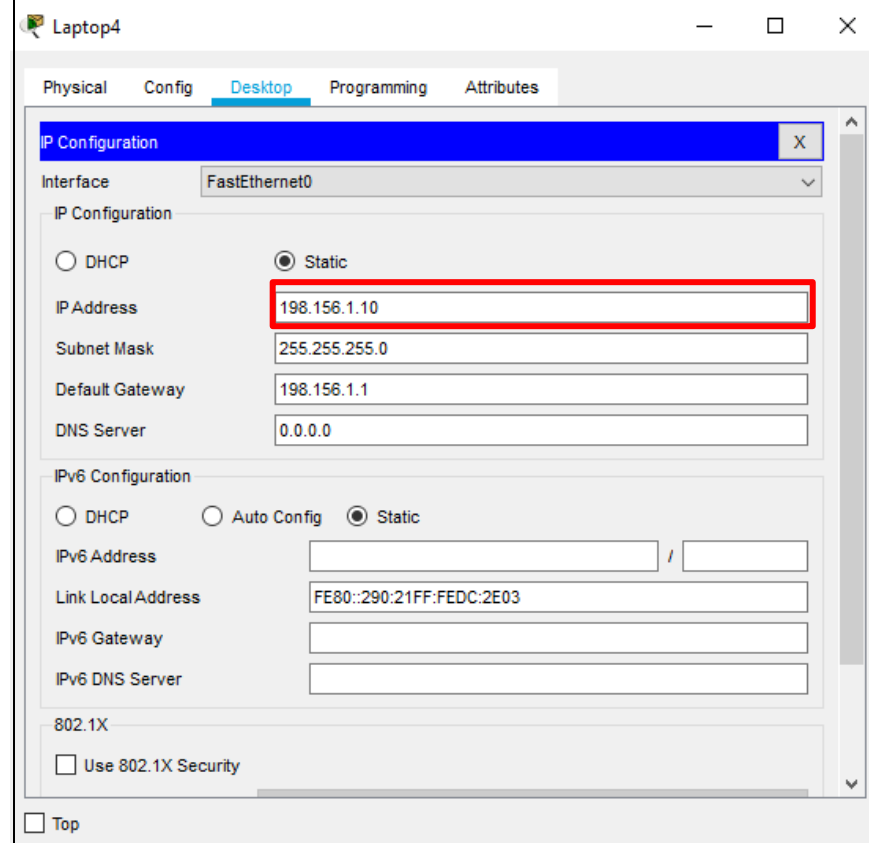 Laptop4
Physical Config Desktop Programming Attributes
IP Configuration X
Interface FastEthernet0
IP Configuration
DHCP Static
IP Address 198.156.1.10
Subnet Mask 255.255.255.0
Default Gateway 198.156.1.1
DNS Server 0.0.0.0
IPv6 Configuration
DHCP Auto Config Static
IPv6 Address /
Link Local Address FE80::290:21FF:FEDC:2E03
IPv6 Gateway
IPv6 DNS Server
802.1X
Use 802.1X Security
Top